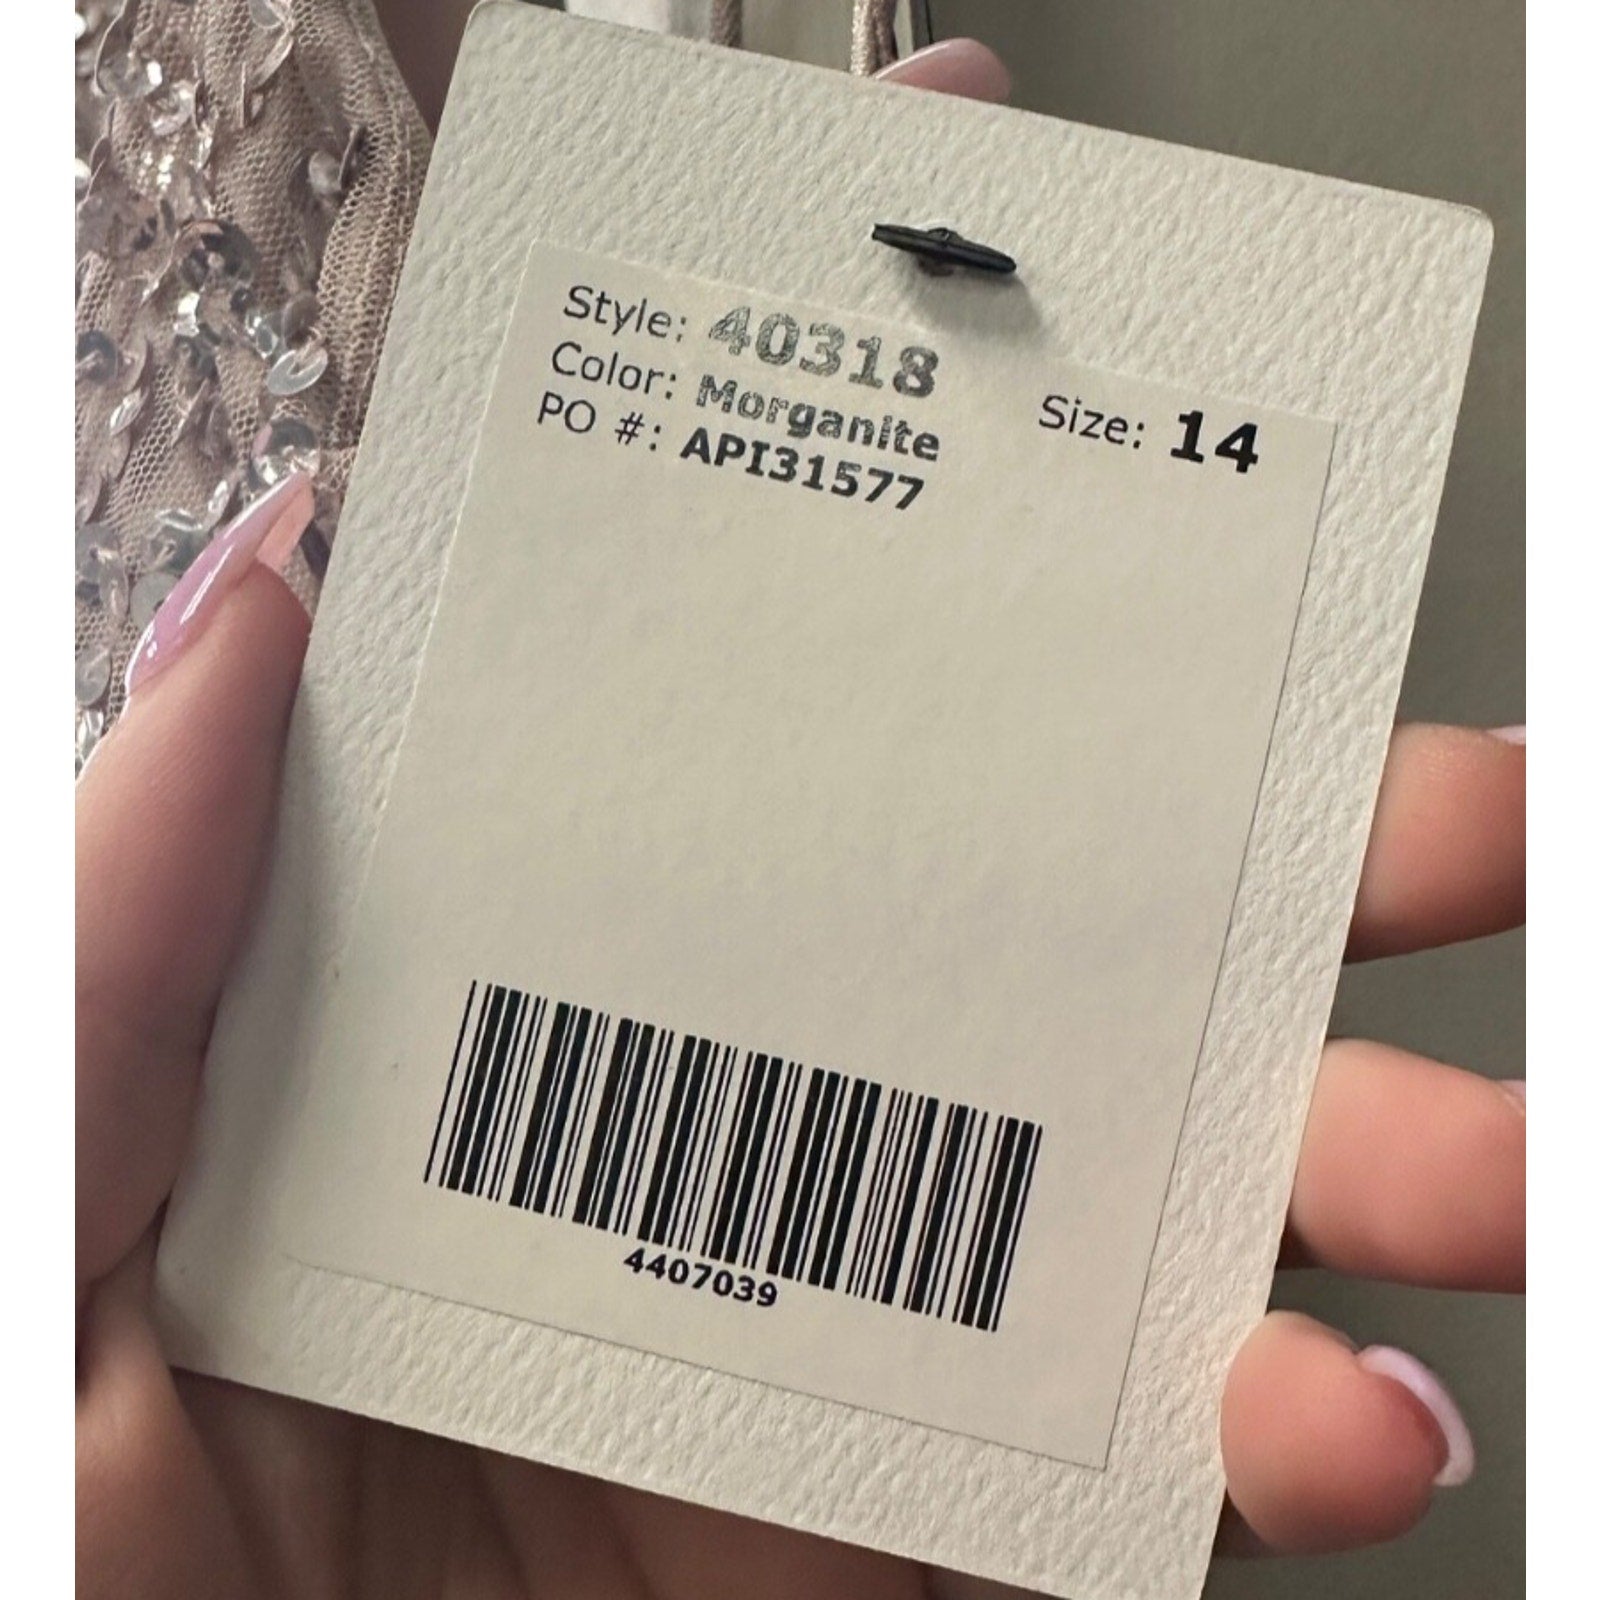 Style: 40318
Color: Morganite
PO #: API31577
Size: 14
4407039